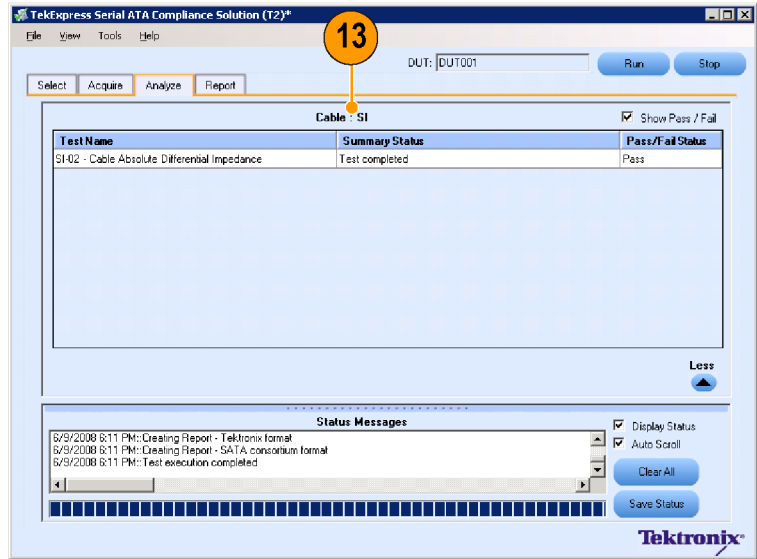 TekExpress Serial ATA Compliance Solution (T2)*
File View Tools Help
13
DUT: DUT001 Run Stop
Select Acquire Analyze Report
Cable : SI Show Pass / Fail
Test Name Summary Status Pass/Fail Status
SI-02 - Cable Absolute Differential Impedance Test completed Pass
Less
Status Messages
Display Status
6/9/2008 6:11 PM::Creating Report - Tektronix format
Auto Scroll
6/9/2008 6:11 PM::Creating Report - SATA consortium format
6/9/2008 6:11 PM::Test execution completed
Clear All
Save Status
Tektronix